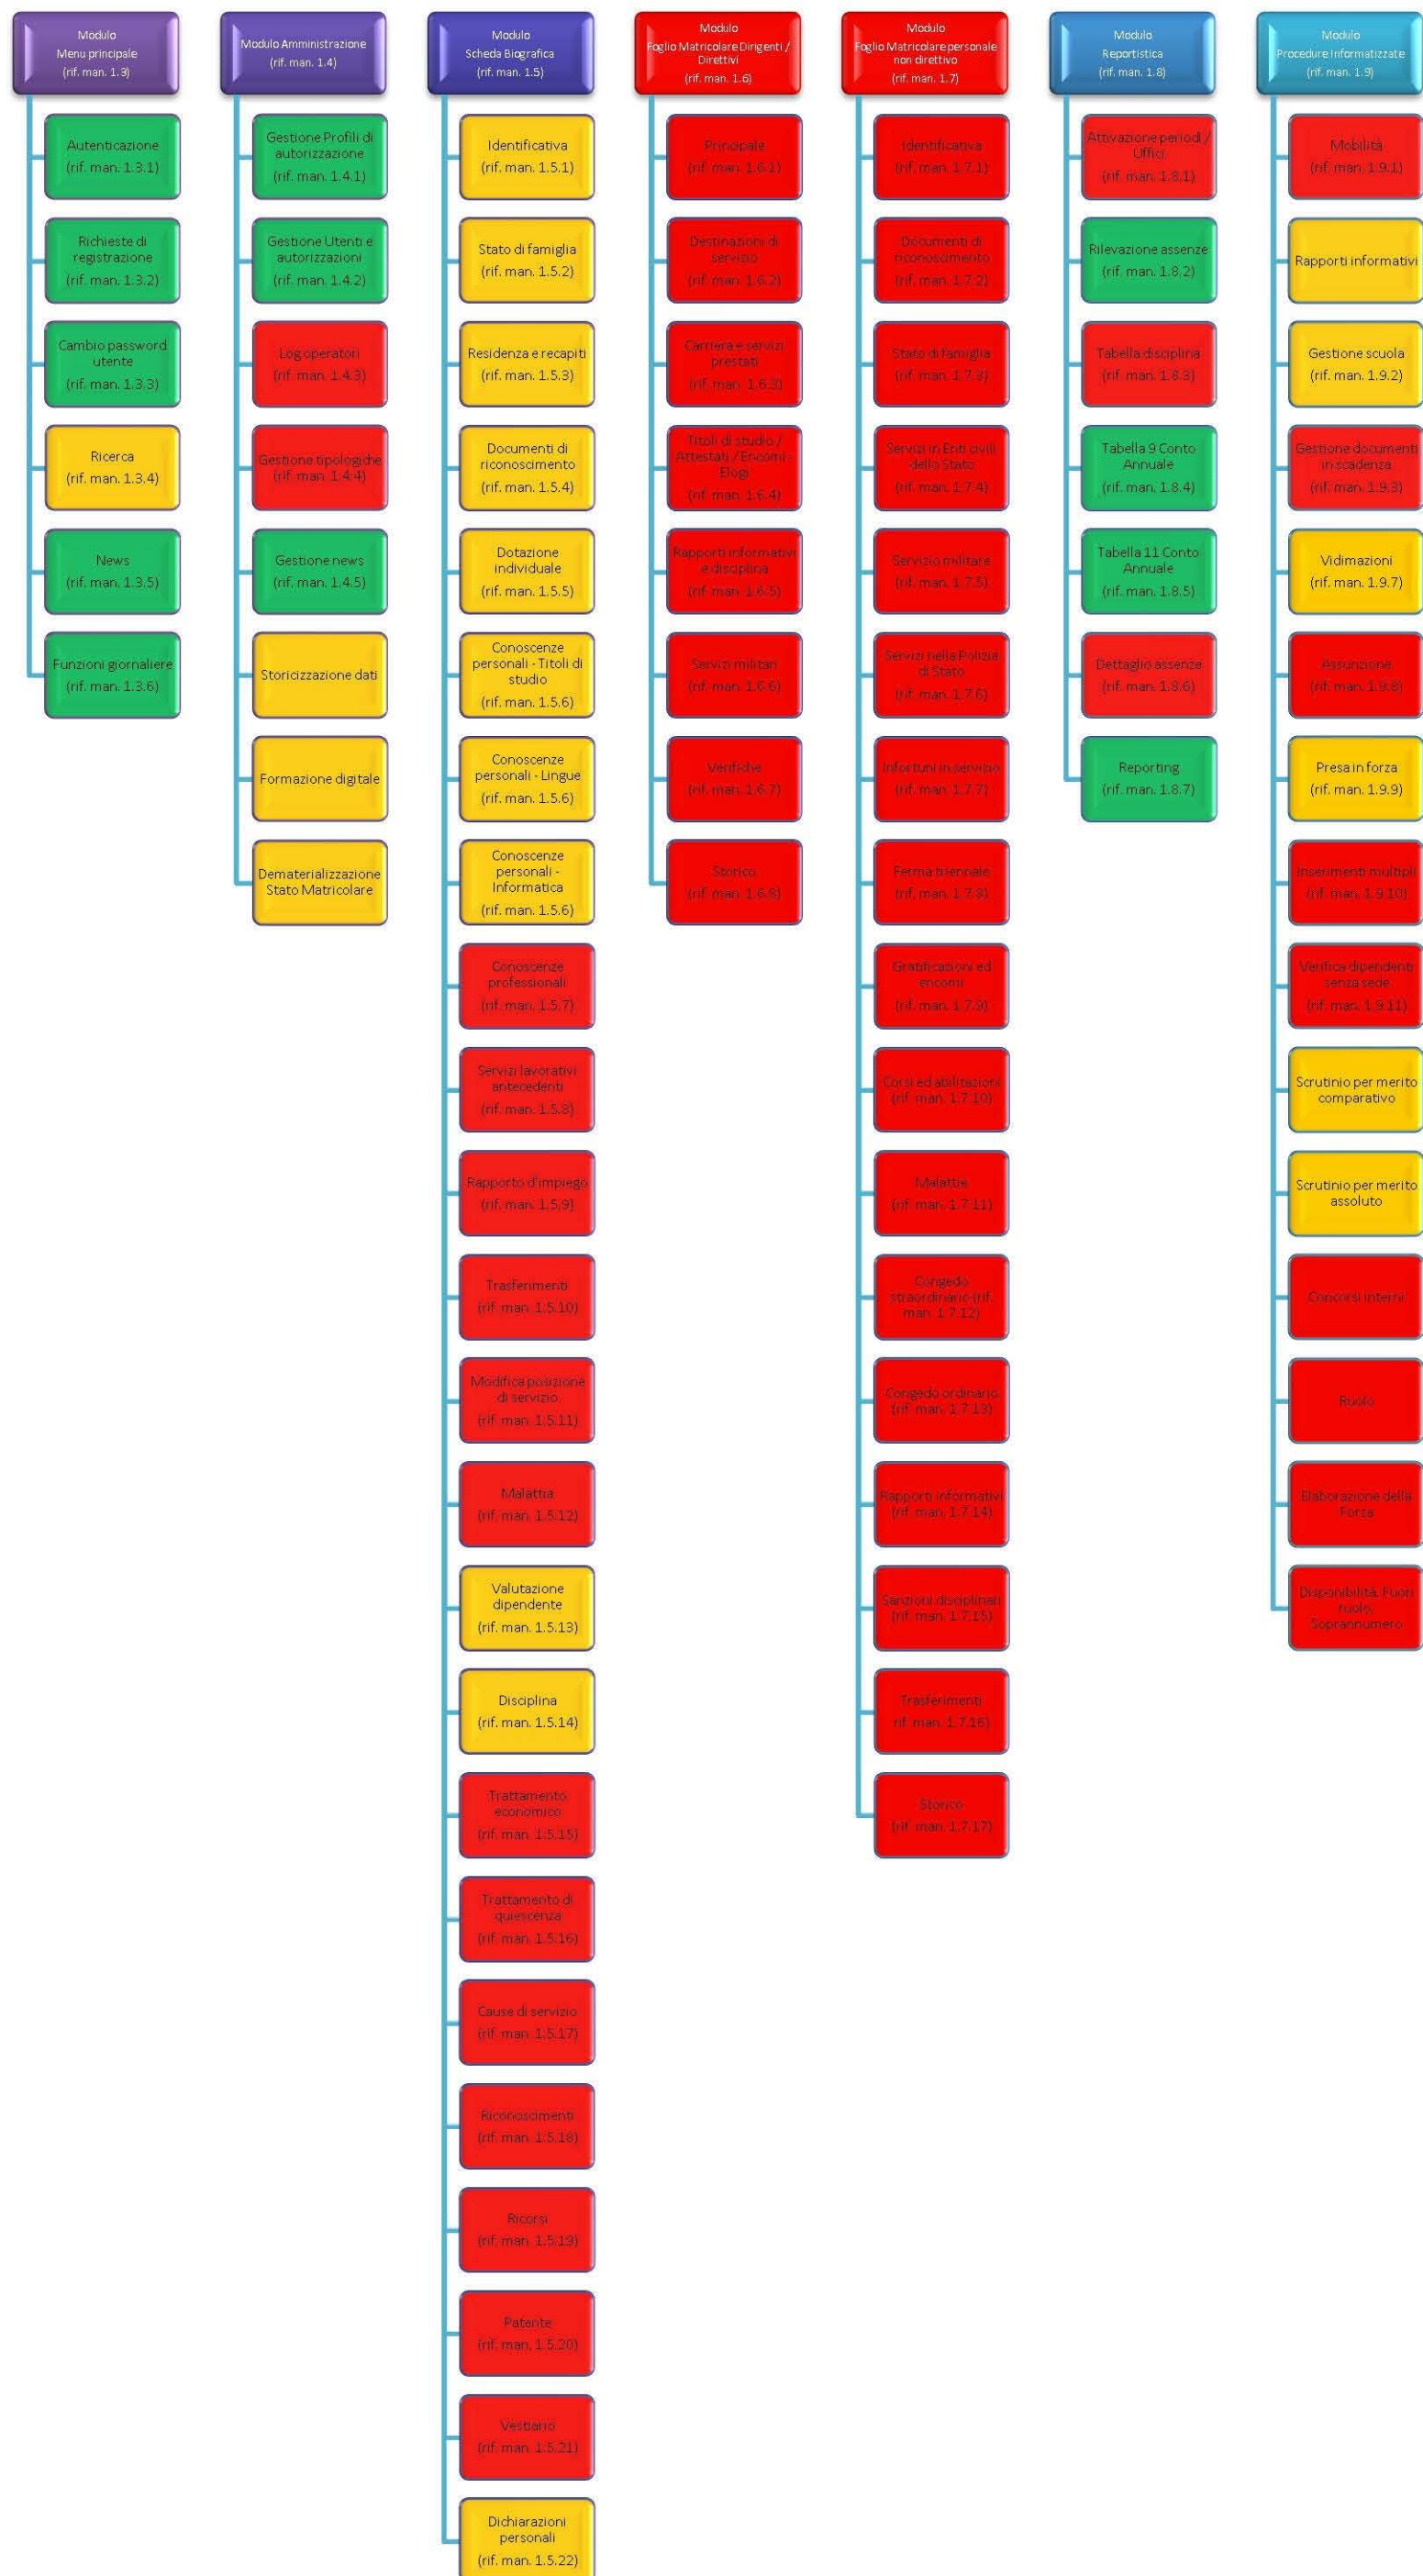 Modulo
Menu principale
(rif. man. 1.3)
Autenticazione
(rif. man. 1.3.1)
Richieste di
registrazione
(rif. man. 1.3.2)
Cambio password
utente
(rif. man. 1.3.3)
Ricerca
(rif. man. 1.3.4)
News
(rif. man. 1.3.5)
Funzioni giornaliere
(rif. man. 1.3.6)
Modulo Amministrazione
(rif. man. 1.4)
Gestione Profili di
autorizzazione
(rif. man. 1.4.1)
Gestione Utenti e
autorizzazioni
(rif. man. 1.4.2)
Log operatori
(rif. man. 1.4.3)
Gestione tipologiche
(rif. man. 1.4.4)
Gestione news
(rif. man. 1.4.5)
Storicizzazione dati
Formazione digitale
Dematerializzazione
Stato Matricolare
Modulo
Scheda Biografica
(rif. man. 1.5)
Identificativa
(rif. man. 1.5.1)
Stato di famiglia
(rif. man. 1.5.2)
Residenza e recapiti
(rif. man. 1.5.3)
Documenti di
riconoscimento
(rif. man. 1.5.4)
Dotazione
individuale
(rif. man. 1.5.5)
Conoscenze
personali - Titoli di
studio
(rif. man. 1.5.6)
Conoscenze
personali - Lingue
(rif. man. 1.5.6)
Conoscenze
personali -
Informatica
(rif. man. 1.5.6)
Conoscenze
professionali
(rif. man. 1.5.7)
Servizi lavorativi
antecedenti
(rif. man. 1.5.8)
Rapporto d'impiego
(rif. man. 1.5.9)
Trasferimenti
(rif. man. 1.5.10)
Modifica posizione
di servizio
(rif. man. 1.5.11)
Malattia
(rif. man. 1.5.12)
Valutazione
dipendente
(rif. man. 1.5.13)
Disciplina
(rif. man. 1.5.14)
Trattamento
economico
(rif. man. 1.5.15)
Trattamento di
quiescenza
(rif. man. 1.5.16)
Cause di servizio
(rif. man. 1.5.17)
Riconoscimenti
(rif. man. 1.5.18)
Ricorsi
(rif. man. 1.5.19)
Patente
(rif. man. 1.5.20)
Vestiario
(rif. man. 1.5.21)
Dichiarazioni
personali
(rif. man. 1.5.22)
Modulo
Foglio Matricolare Dirigenti /
Direttivi
(rif. man. 1.6)
Principale
(rif. man. 1.6.1)
Destinazioni di
servizio
(rif. man. 1.6.2)
Carriera e servizi
prestati
(rif. man. 1.6.3)
Titoli di studio /
Attestati / Encomi -
Elogi
(rif. man. 1.6.4)
Rapporti informativi
e disciplina
(rif. man. 1.6.5)
Servizi militari
(rif. man. 1.6.6)
Verifiche
(rif. man. 1.6.7)
Storico
(rif. man. 1.6.8)
Modulo
Foglio Matricolare personale
non direttivo
(rif. man. 1.7)
Identificativa
(rif. man. 1.7.1)
Documenti di
riconoscimento
(rif. man. 1.7.2)
Stato di famiglia
(rif. man. 1.7.3)
Servizi in Enti civili
dello Stato
(rif. man. 1.7.4)
Servizio militare
(rif. man. 1.7.5)
Servizi nella Polizia
di Stato
(rif. man. 1.7.6)
Infortuni in servizio
(rif. man. 1.7.7)
Ferma triennale
(rif. man. 1.7.8)
Gratificazioni ed
encomi
(rif. man. 1.7.9)
Corsi ed abilitazioni
(rif. man. 1.7.10)
Malattie
(rif. man. 1.7.11)
Congedo
straordinario (rif.
man. 1.7.12)
Congedo ordinario
(rif. man. 1.7.13)
Rapporti informativi
(rif. man. 1.7.14)
Sanzioni disciplinari
(rif. man. 1.7.15)
Trasferimenti
rif. man. 1.7.16)
Storico
(rif. man. 1.7.17)
Modulo
Reportistica
(rif. man. 1.8)
Attivazione periodi /
Uffici
(rif. man. 1.8.1)
Rilevazione assenze
(rif. man. 1.8.2)
Tabella disciplina
(rif. man. 1.8.3)
Tabella 9 Conto
Annuale
(rif. man. 1.8.4)
Tabella 11 Conto
Annuale
(rif. man. 1.8.5)
Dettaglio assenze
(rif. man. 1.8.6)
Reporting
(rif. man. 1.8.7)
Modulo
Procedure Informatizzate
(rif. man. 1.9)
Mobilità
(rif. man. 1.9.1)
Rapporti informativi
Gestione scuola
(rif. man. 1.9.2)
Gestione documenti
in scadenza
(rif. man. 1.9.3)
Vidimazioni
(rif. man. 1.9.7)
Assunzione
(rif. man. 1.9.8)
Presa in forza
(rif. man. 1.9.9)
Inserimenti multipli
(rif. man. 1.9.10)
Verifica dipendenti
senza sede
(rif. man. 1.9.11)
Scrutinio per merito
comparativo
Scrutinio per merito
assoluto
Concorsi interni
Ruolo
Elaborazione della
Forza
Disponibilità, Fuori
ruolo,
Soprannumero